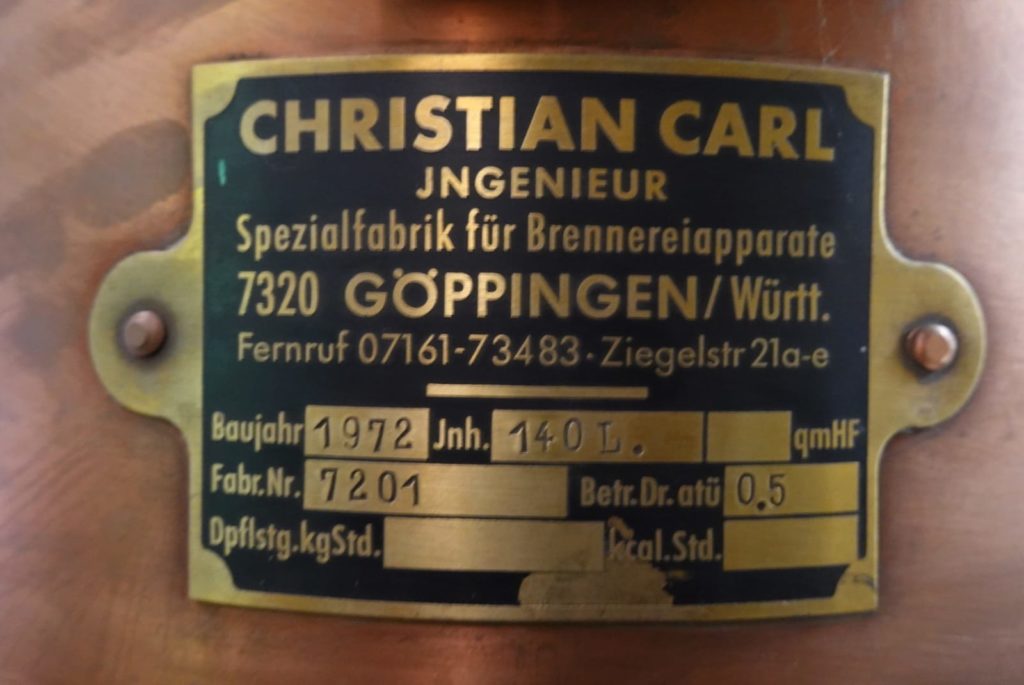 CHRISTIAN CARL
JNGENIEUR
Spezialfabrik für Brennereiapparate
7320 GÖPPINGEN/Württ.
Fernruf 07161-73483·Ziegelstr 21a-e
Baujahr 1972 Jnh. 140 L. qmHF
Fabr.Nr. 7201 Betr.Dr.atü 0.5
Dpflstg.kgStd. kcal.Std.